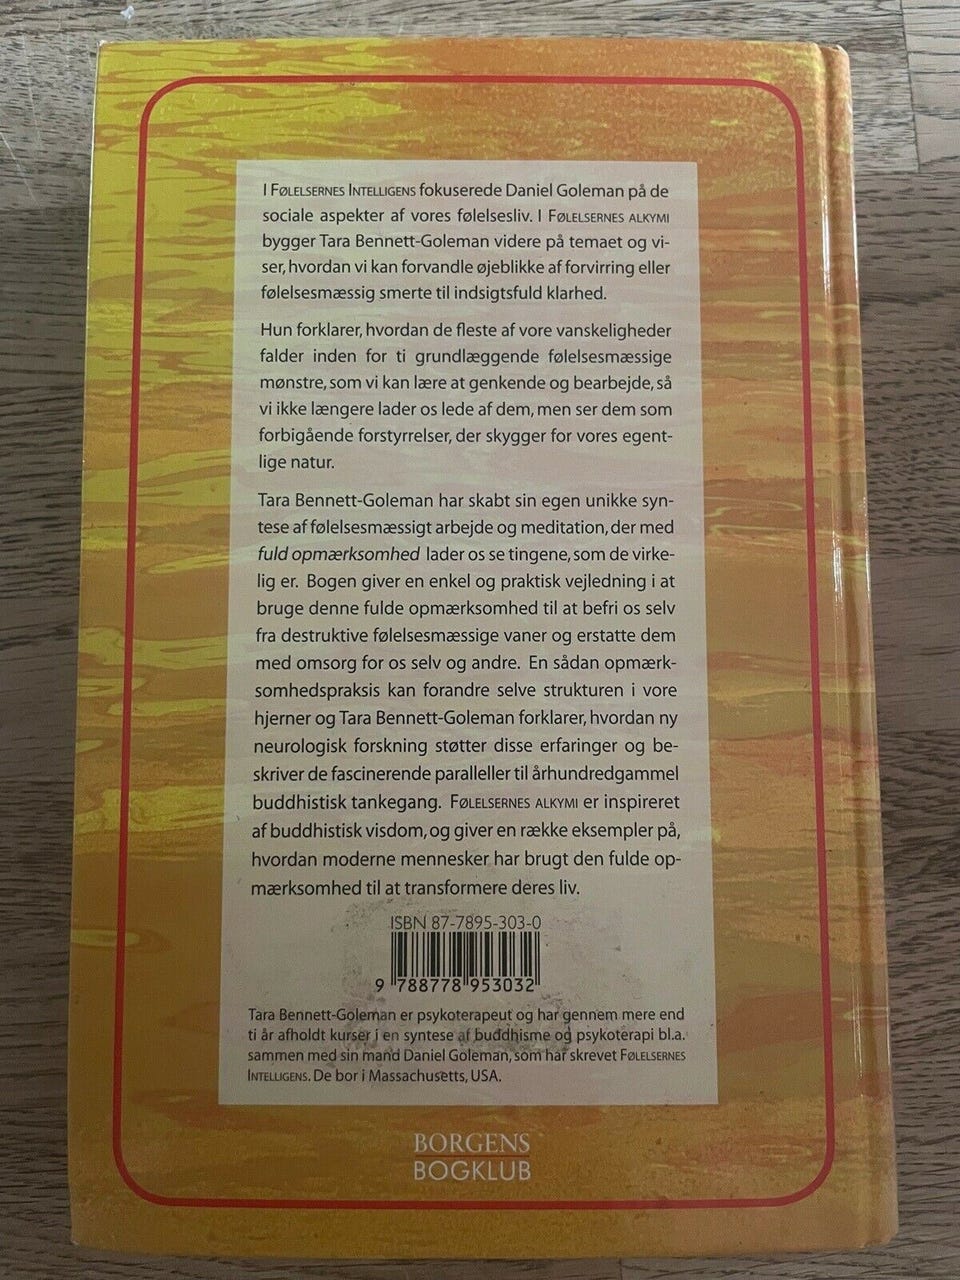 I FØLELSERNES INTELLIGENS fokuserede Daniel Goleman på de
sociale aspekter af vores følelsesliv. I FØLELSERNES ALKYMI
bygger Tara Bennett-Goleman videre på temaet og vi-
ser, hvordan vi kan forvandle øjeblikke af forvirring eller
følelsesmæssig smerte til indsigtsfuld klarhed.
Hun forklarer, hvordan de fleste af vore vanskeligheder
falder inden for ti grundlæggende følelsesmæssige
mønstre, som vi kan lære at genkende og bearbejde, så
vi ikke længere lader os lede af dem, men ser dem som
forbigående forstyrrelser, der skygger for vores egent-
lige natur.
Tara Bennett-Goleman har skabt sin egen unikke syn-
tese af følelsesmæssigt arbejde og meditation, der med
fuld opmærksomhed lader os se tingene, som de virke-
lig er. Bogen giver en enkel og praktisk vejledning i at
bruge denne fulde opmærksomhed til at befri os selv
fra destruktive følelsesmæssige vaner og erstatte dem
med omsorg for os selv og andre. En sådan opmærk-
somhedspraksis kan forandre selve strukturen i vore
hjerner og Tara Bennett-Goleman forklarer, hvordan ny
neurologisk forskning støtter disse erfaringer og be-
skriver de fascinerende paralleller til århundredgammel
buddhistisk tankegang. FØLELSERNES ALKYMI er inspireret
af buddhistisk visdom, og giver en række eksempler på,
hvordan moderne mennesker har brugt den fulde op-
mærksomhed til at transformere deres liv.
ISBN 87-7895-303-0
9 788778 953032
Tara Bennett-Goleman er psykoterapeut og har gennem mere end
ti år afholdt kurser i en syntese af buddhisme og psykoterapi bl.a.
sammen med sin mand Daniel Goleman, som har skrevet FØLELSERNES
INTELLIGENS. De bor i Massachusetts, USA.
BORGENS
BOGKLUB